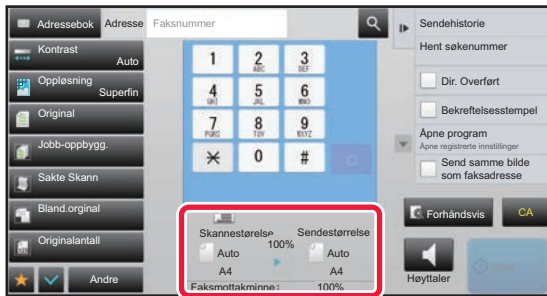 Adressebok Adresse Faksnummer
Kontrast
Auto
Oppløsning
Superfin
Original
Jobb-oppbygg.
Sakte Skann
Bland.orginal
Originalantall
Andre
1 2 3
ABC DEF
4 5 6
GHI JKL MNO
7 8 9
PQRS TUV WXYZ
0 #
C
Skannestørelse Sendestørrelse
100%
Auto Auto
A4 A4
Faksmottakminne: 100%
Sendehistorie
Hent søkenummer
Dir. Overført
Bekreftelsesstempel
Åpne program
Åpne registrerte innstillinger
Send samme bilde
som faksadresse
Forhåndsvis CA
Høyttaler
Start